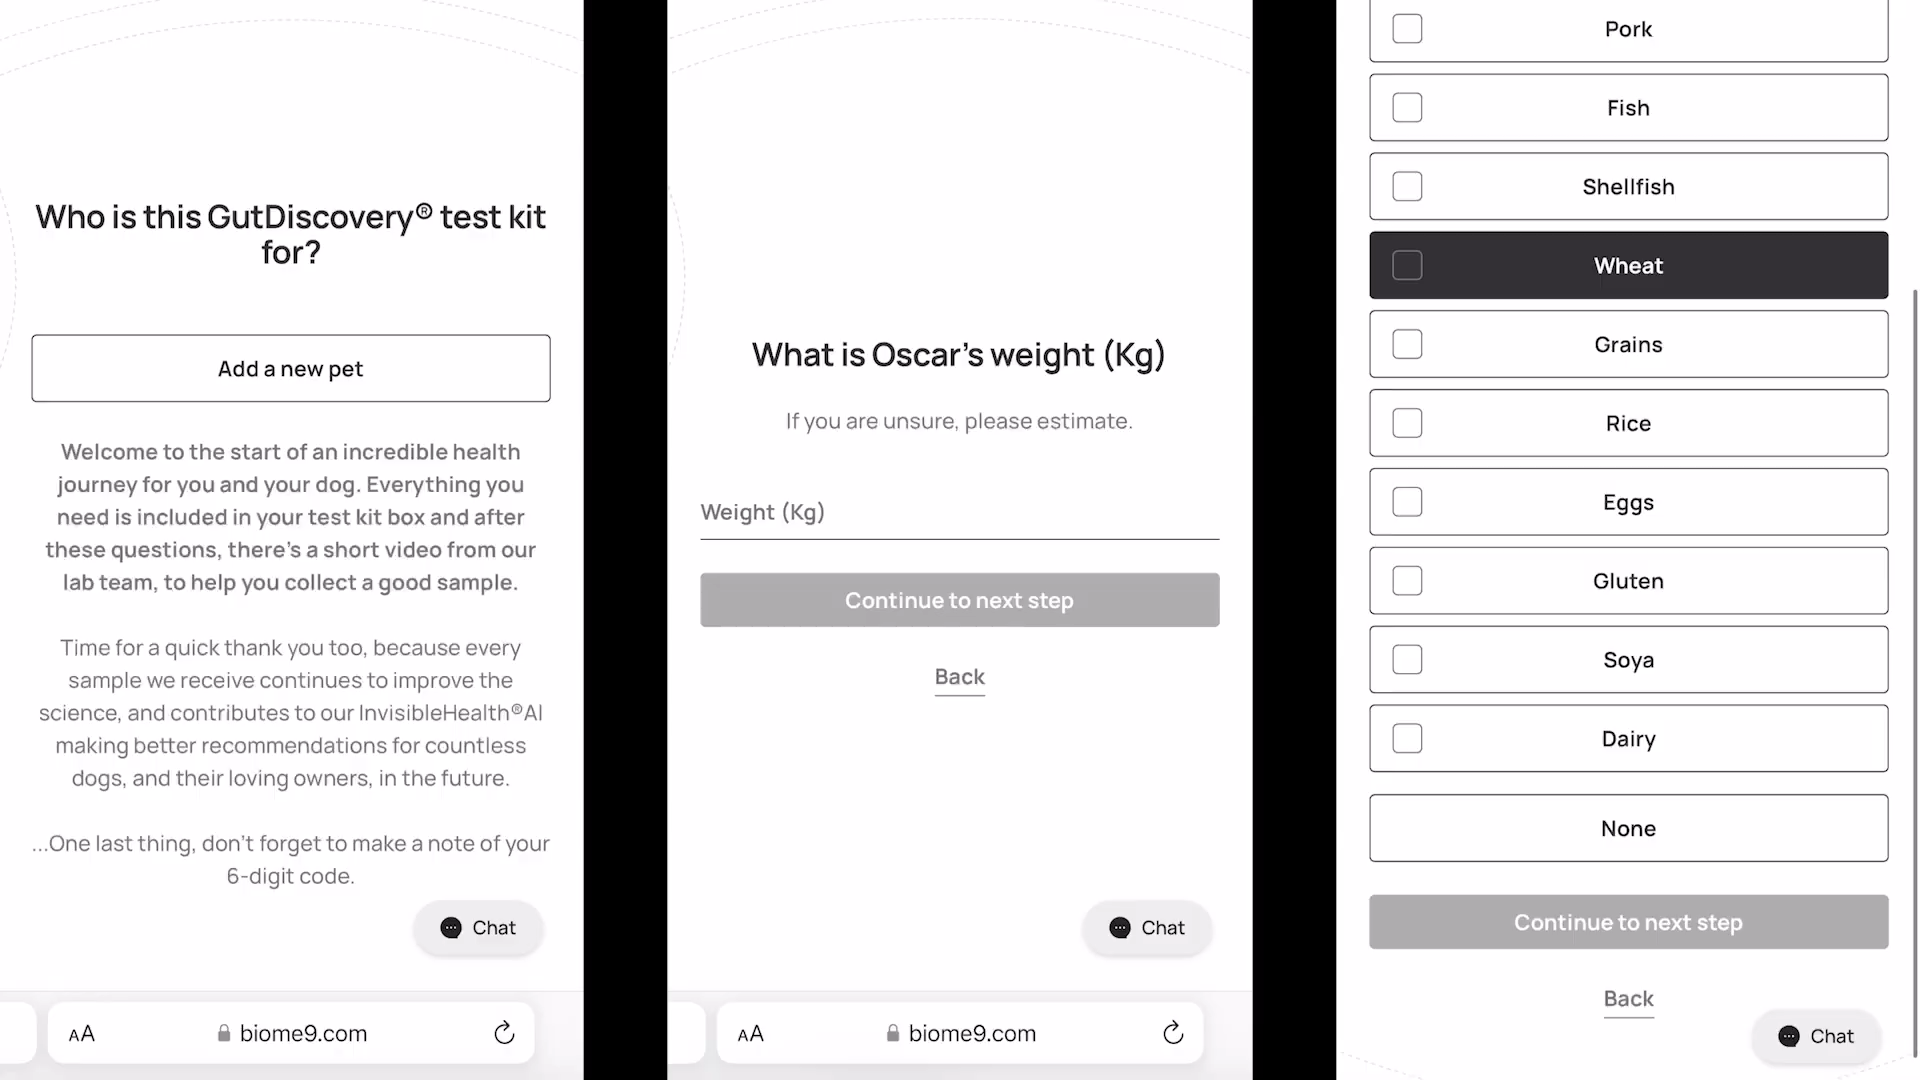 Who is this GutDiscovery® test kit
for?
Add a new pet
Welcome to the start of an incredible health
journey for you and your dog. Everything you
need is included in your test kit box and after
these questions, there's a short video from our
lab team, to help you collect a good sample.
Time for a quick thank you too, because every
sample we receive continues to improve the
science, and contributes to our InvisibleHealth®AI
making better recommendations for countless
dogs, and their loving owners, in the future.
...One last thing, don't forget to make a note of your
6-digit code.
Chat
AA
biome9.com
What is Oscar's weight (Kg)
If you are unsure, please estimate.
Weight (Kg)
Continue to next step
Back
Chat
AA
biome9.com
Pork
Fish
Shellfish
Wheat
Grains
Rice
Eggs
Gluten
Soya
Dairy
None
Continue to next step
Back
Chat